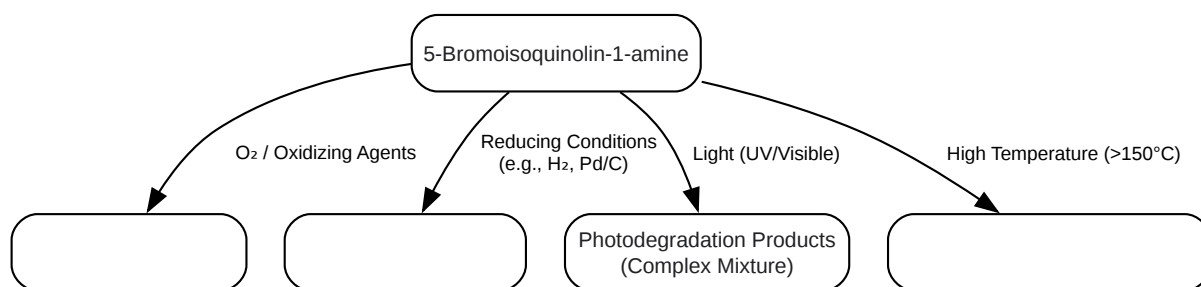 5-Bromoisoquinolin-1-amine
O₂ / Oxidizing Agents
Reducing Conditions
(e.g., H₂, Pd/C)
Light (UV/Visible)
High Temperature (>150°C)
Photodegradation Products
(Complex Mixture)